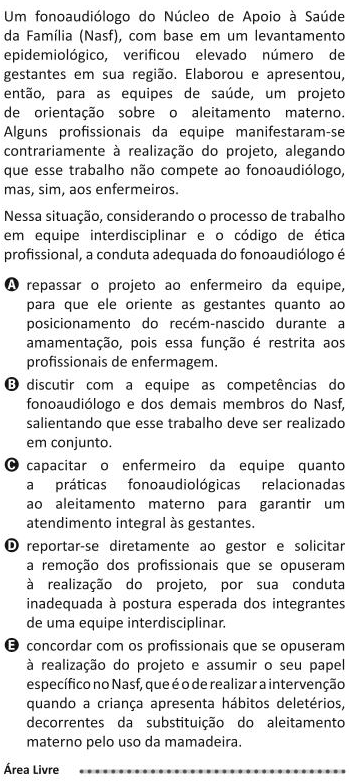 Um fonoaudiólogo do Núcleo de Apoio à Saúde
da Família (Nasf), com base em um levantamento
epidemiológico, verificou elevado número de
gestantes em sua região. Elaborou e apresentou,
então, para as equipes de saúde, um projeto
de orientação sobre o aleitamento materno.
Alguns profissionais da equipe manifestaram-se
contrariamente à realização do projeto, alegando
que esse trabalho não compete ao fonoaudiólogo,
mas, sim, aos enfermeiros.
Nessa situação, considerando o processo de trabalho
em equipe interdisciplinar e o código de ética
profissional, a conduta adequada do fonoaudiólogo é
A repassar o projeto ao enfermeiro da equipe,
para que ele oriente as gestantes quanto ao
posicionamento do recém-nascido durante a
amamentação, pois essa função é restrita aos
profissionais de enfermagem.
B discutir com a equipe as competências do
fonoaudiólogo e dos demais membros do Nasf,
salientando que esse trabalho deve ser realizado
em conjunto.
C capacitar o enfermeiro da equipe quanto
a práticas fonoaudiológicas relacionadas
ao aleitamento materno para garantir um
atendimento integral às gestantes.
D reportar-se diretamente ao gestor e solicitar
a remoção dos profissionais que se opuseram
à realização do projeto, por sua conduta
inadequada à postura esperada dos integrantes
de uma equipe interdisciplinar.
E concordar com os profissionais que se opuseram
à realização do projeto e assumir o seu papel
específico no Nasf, que é o de realizar a intervenção
quando a criança apresenta hábitos deletérios,
decorrentes da substituição do aleitamento
materno pelo uso da mamadeira.
Área Livre